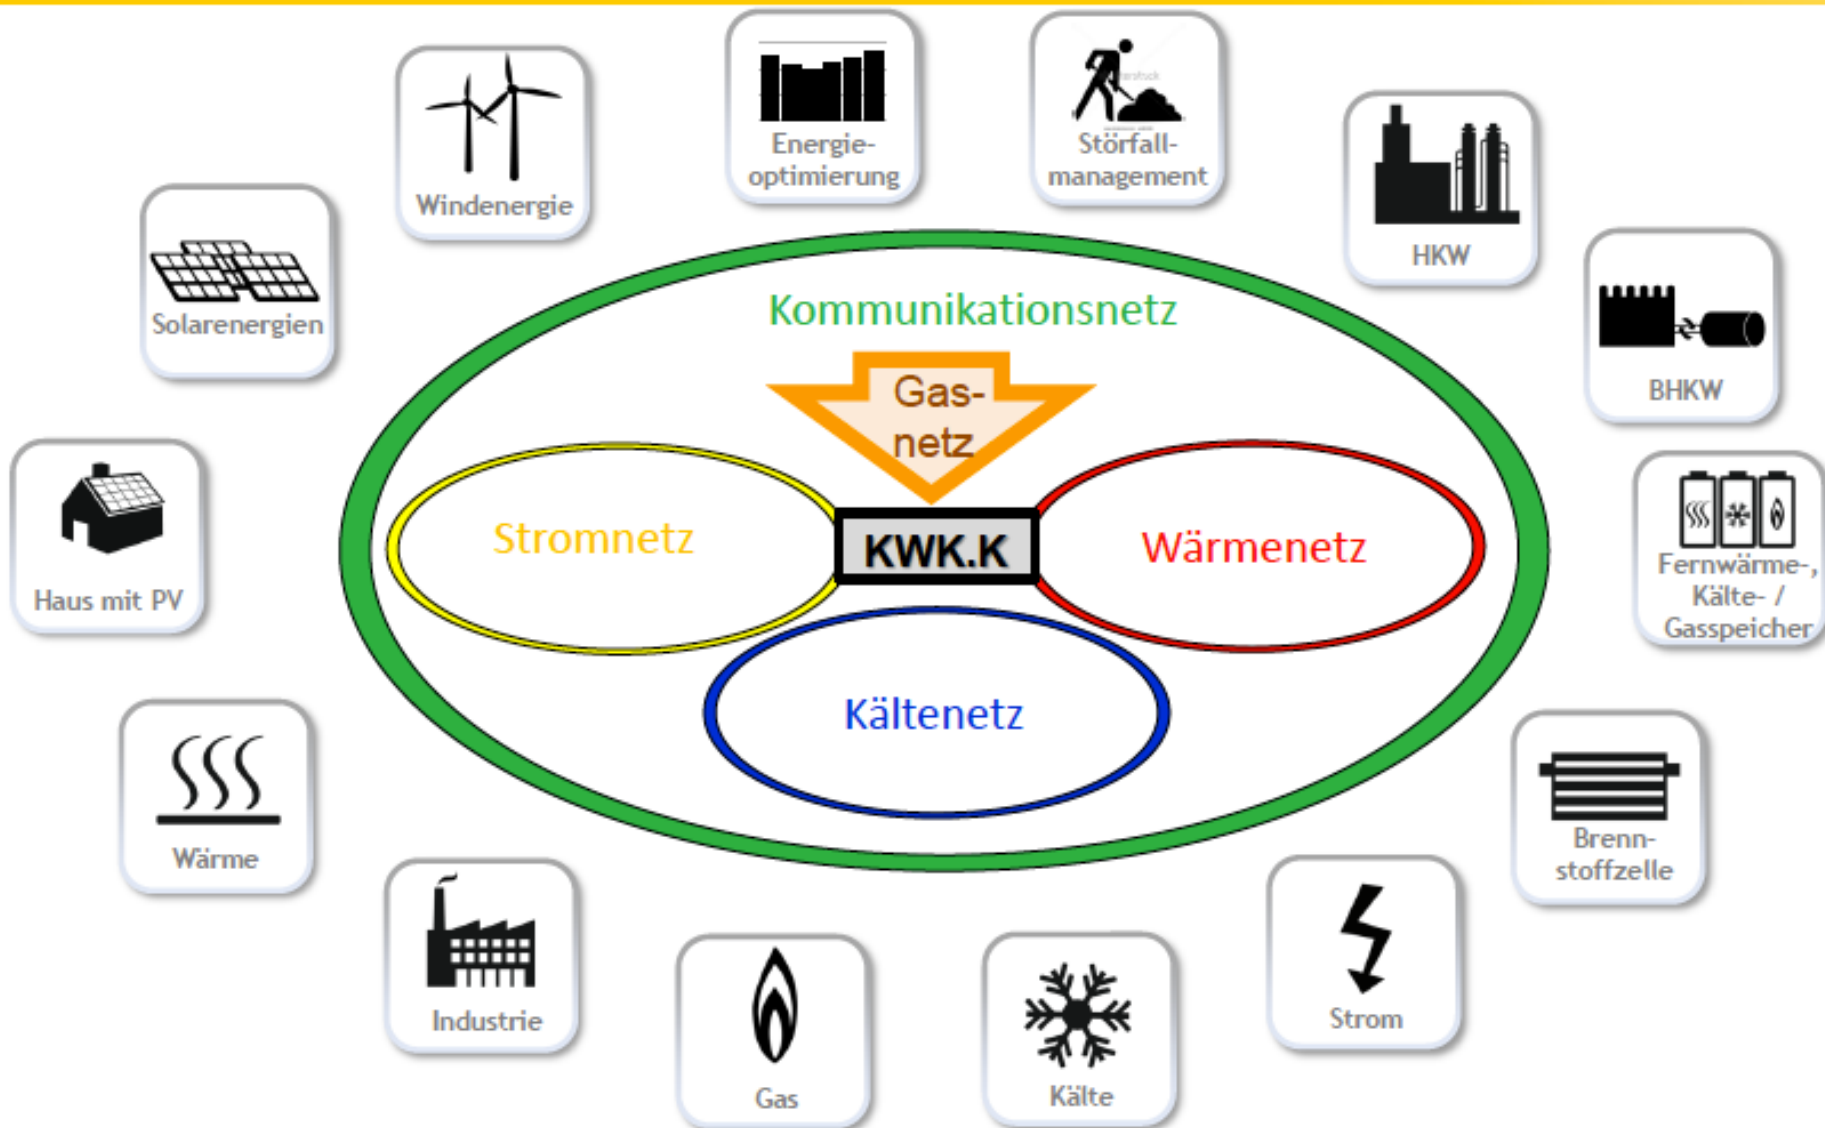 Energie-
optimierung
Störfall-
management
Windenergie
HKW
Solarenergien
BHKW
Kommunikationsnetz
Gas-
netz
Stromnetz
KWK.K
Wärmenetz
Haus mit PV
Fernwärme-,
Kälte- /
Gasspeicher
Kältenetz
Wärme
Brenn-
stoffzelle
Industrie
Strom
Gas
Kälte